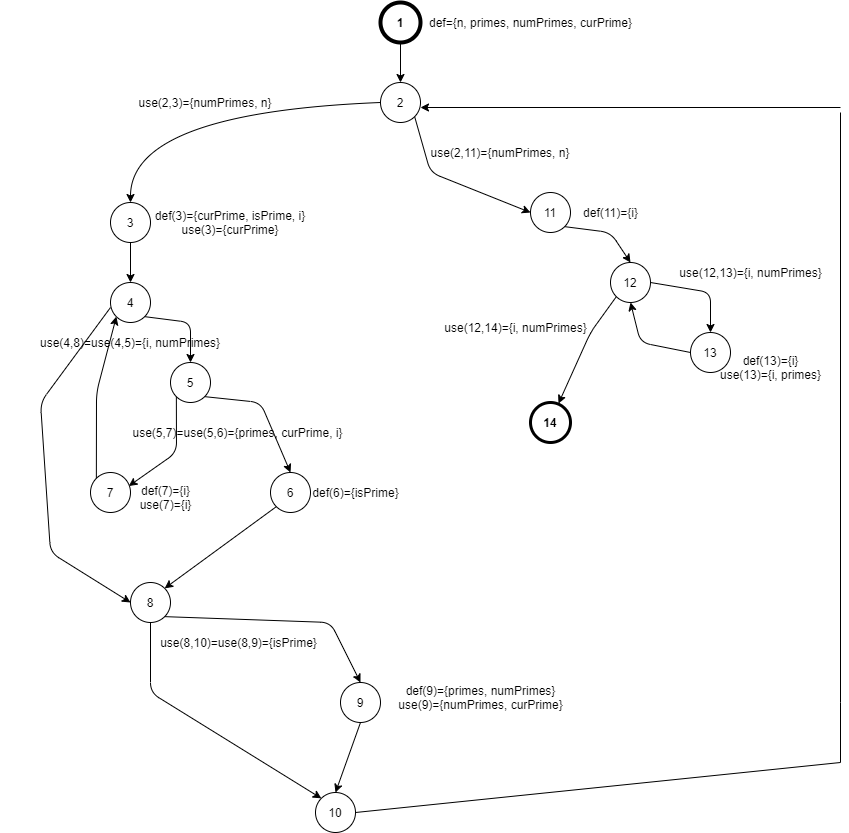 1
def={n, primes, numPrimes, curPrime}
2
use(2,3)={numPrimes, n}
use(2,11)={numPrimes, n}
3
def(3)={curPrime, isPrime, i}
use(3)={curPrime}
11
def(11)={i}
4
12
use(12,13)={i, numPrimes}
use(4,8)=use(4,5)={i, numPrimes}
use(12,14)={i, numPrimes}
13
def(13)={i}
use(13)={i, primes}
5
14
use(5,7)=use(5,6)={primes, curPrime, i}
7
def(7)={i}
use(7)={i}
6
def(6)={isPrime}
8
use(8,10)=use(8,9)={isPrime}
9
def(9)={primes, numPrimes}
use(9)={numPrimes, curPrime}
10